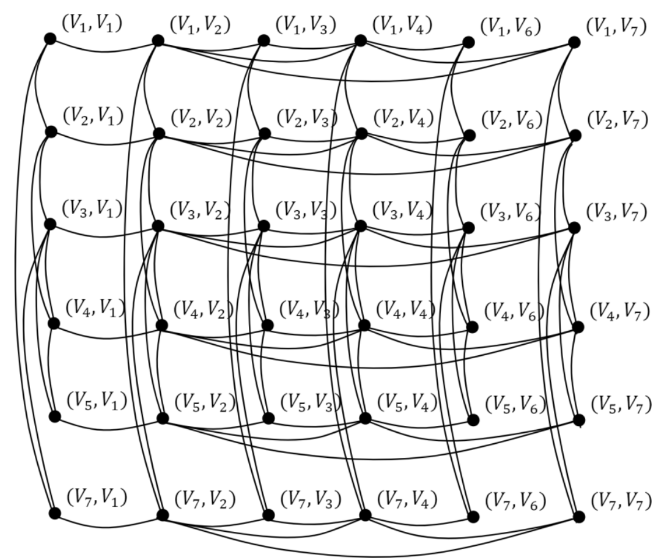 (V₁, V₁) (V₁, V₂) (V₁, V₃) (V₁, V₄) (V₁, V₆) (V₁, V₇)
(V₂, V₁) (V₂, V₂) (V₂, V₃) (V₂, V₄) (V₂, V₆) (V₂, V₇)
(V₃, V₁) (V₃, V₂) (V₃, V₃) (V₃, V₄) (V₃, V₆) (V₃, V₇)
(V₄, V₁) (V₄, V₂) (V₄, V₃) (V₄, V₄) (V₄, V₆) (V₄, V₇)
(V₅, V₁) (V₅, V₂) (V₅, V₃) (V₅, V₄) (V₅, V₆) (V₅, V₇)
(V₇, V₁) (V₇, V₂) (V₇, V₃) (V₇, V₄) (V₇, V₆) (V₇, V₇)